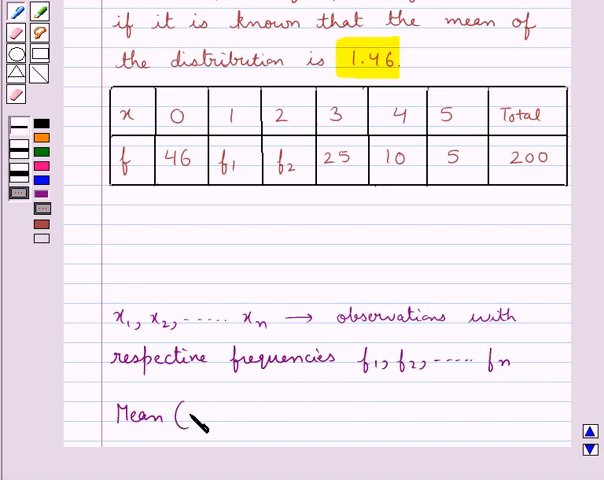 if it is known that the mean of
the distribution is 1.46.
x 0 1 2 3 4 5 Total
f 46 f₁ f₂ 25 10 5 200
x₁, x₂, ..... xₙ → observations with
respective frequencies f₁, f₂, ..... fₙ
Mean (